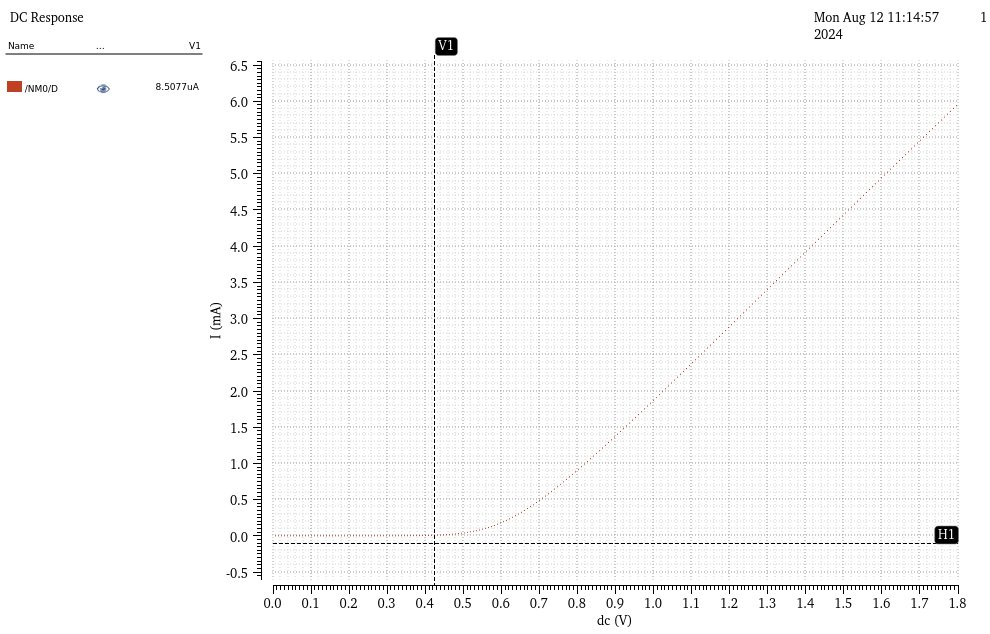 DC Response
Mon Aug 12 11:14:57 1
2024
Name ... V1
/NM0/D 8.5077uA
V1
6.5
6.0
5.5
5.0
4.5
4.0
3.5
3.0
2.5
2.0
1.5
1.0
0.5
0.0
-0.5
I (mA)
H1
0.0 0.1 0.2 0.3 0.4 0.5 0.6 0.7 0.8 0.9 1.0 1.1 1.2 1.3 1.4 1.5 1.6 1.7 1.8
dc (V)